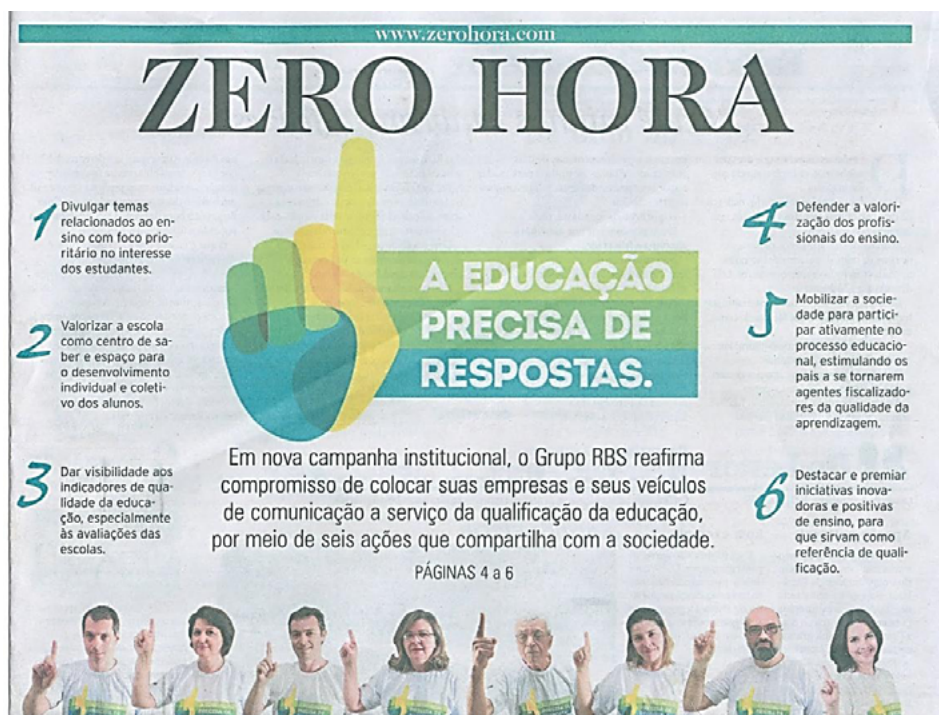 www.zerohora.com
ZERO HORA
1
Divulgar temas
relacionados ao en-
sino com foco prio-
ritário no interesse
dos estudantes.
2
Valorizar a escola
como centro de sa-
ber e espaço para
o desenvolvimento
individual e coleti-
vo dos alunos.
3
Dar visibilidade aos
indicadores de qua-
lidade da educa-
ção, especialmente
às avaliações das
escolas.
A EDUCAÇÃO
PRECISA DE
RESPOSTAS.
Em nova campanha institucional, o Grupo RBS reafirma
compromisso de colocar suas empresas e seus veículos
de comunicação a serviço da qualificação da educação,
por meio de seis ações que compartilha com a sociedade.
PÁGINAS 4 a 6
4
Defender a valori-
zação dos profis-
sionais do ensino.
5
Mobilizar a socie-
dade para partici-
par ativamente no
processo educacio-
nal, estimulando os
pais a se tornarem
agentes fiscalizado-
res da qualidade da
aprendizagem.
6
Destacar e premiar
iniciativas inova-
doras e positivas
de ensino, para
que sirvam como
referência de quali-
ficação.